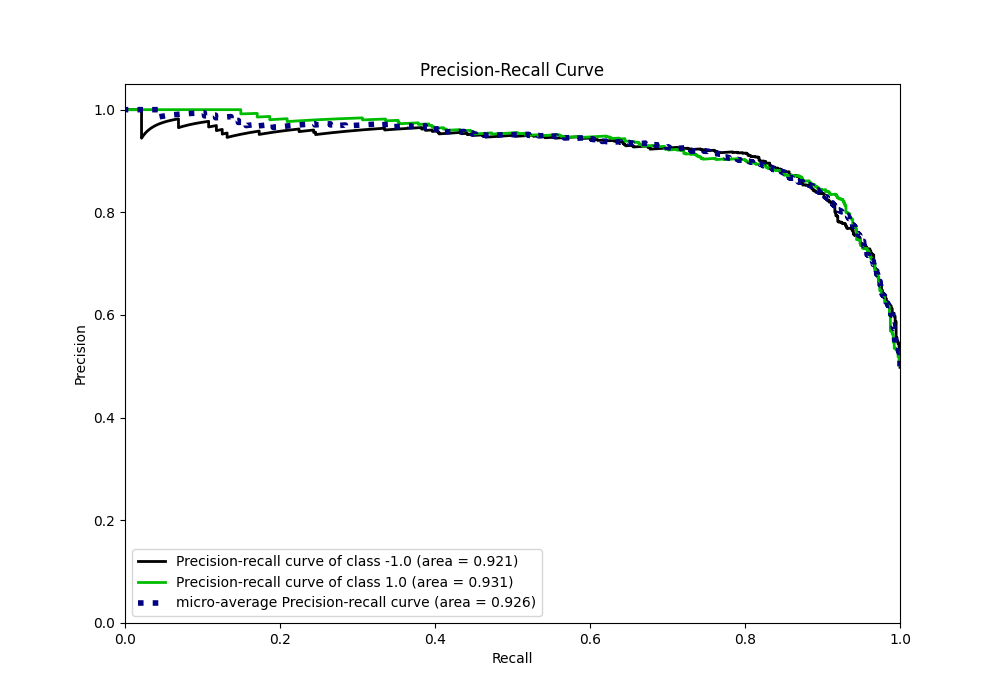 Precision-Recall Curve
1.0
0.8
0.6
0.4
0.2
0.0
Precision
Precision-recall curve of class -1.0 (area = 0.921)
Precision-recall curve of class 1.0 (area = 0.931)
micro-average Precision-recall curve (area = 0.926)
0.0 0.2 0.4 0.6 0.8 1.0
Recall